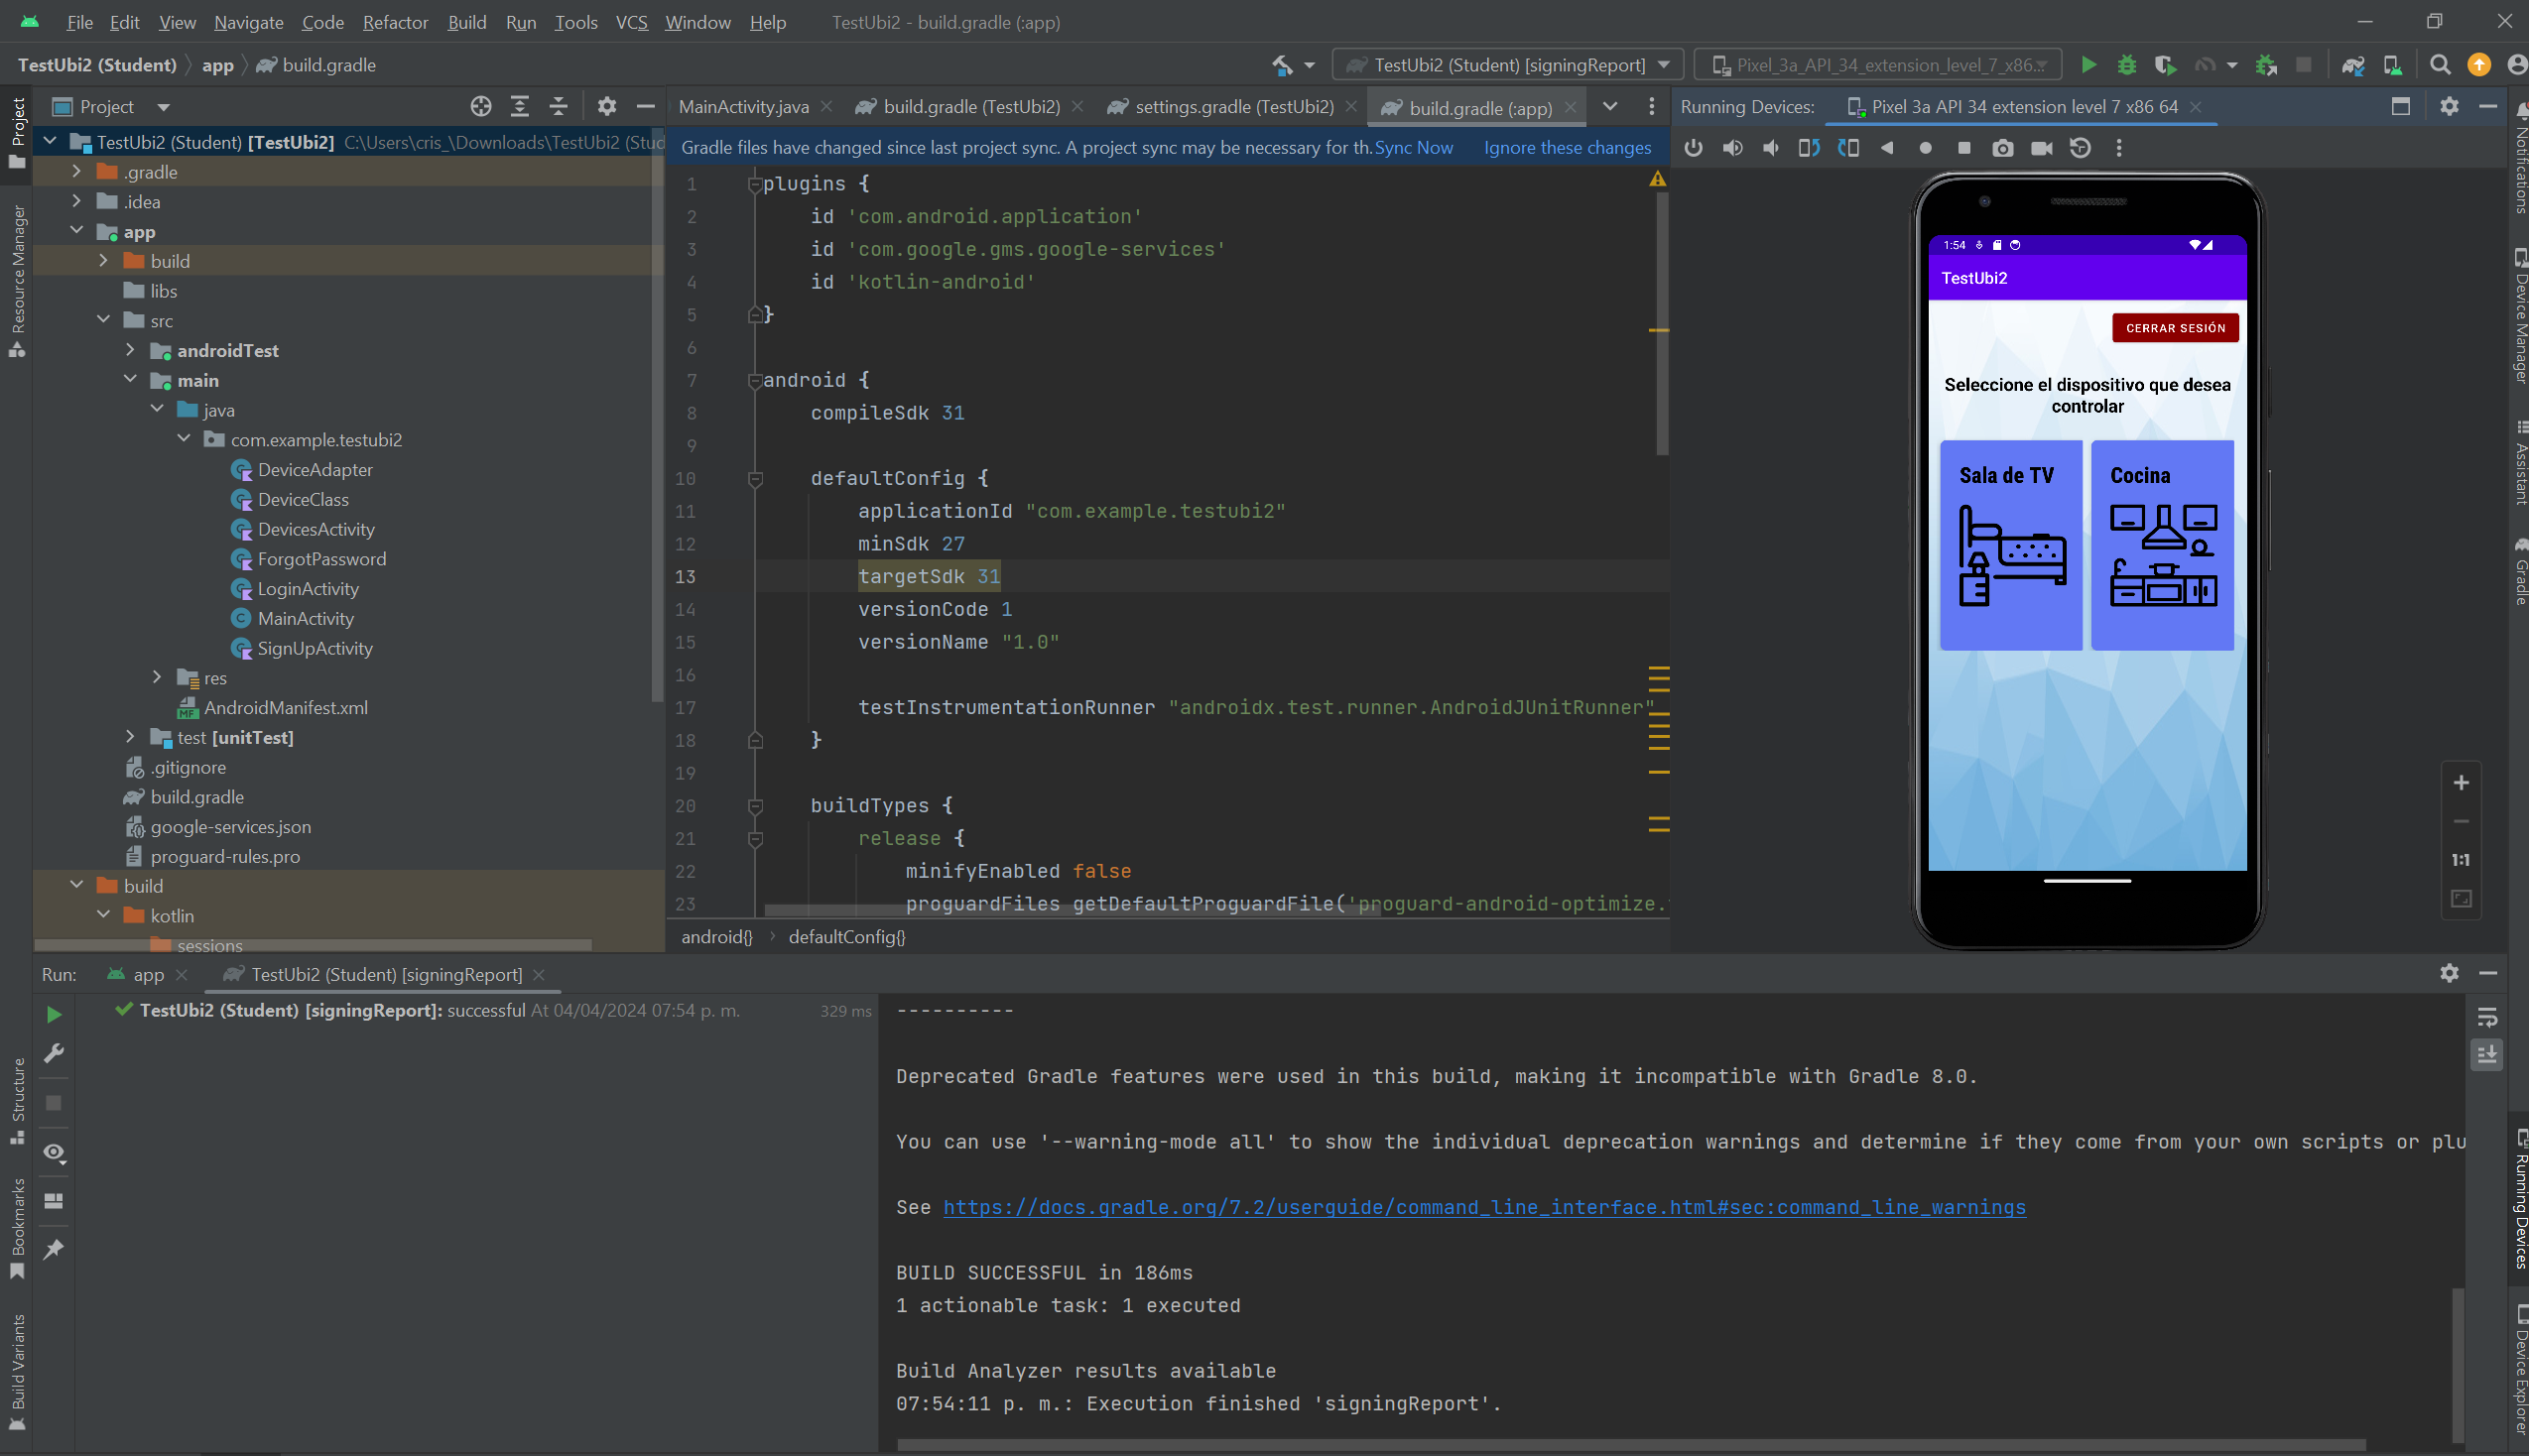 File Edit View Navigate Code Refactor Build Run Tools VCS Window Help TestUbi2 - build.gradle (:app)
TestUbi2 (Student) app build.gradle
TestUbi2 (Student) [signingReport] Pixel_3a_API_34_extension_level_7_x86...
Project
Resource Manager
Structure
Bookmarks
Build Variants
Project
TestUbi2 (Student) [TestUbi2] C:\Users\cris_\Downloads\TestUbi2 (Stud
.gradle
.idea
app
build
libs
src
androidTest
main
java
com.example.testubi2
DeviceAdapter
DeviceClass
DevicesActivity
ForgotPassword
LoginActivity
MainActivity
SignUpActivity
res
AndroidManifest.xml
test [unitTest]
.gitignore
build.gradle
google-services.json
proguard-rules.pro
build
kotlin
sessions
MainActivity.java build.gradle (TestUbi2) settings.gradle (TestUbi2) build.gradle (:app)
Gradle files have changed since last project sync. A project sync may be necessary for th. Sync Now Ignore these changes
1 plugins {
2 id 'com.android.application'
3 id 'com.google.gms.google-services'
4 id 'kotlin-android'
5 }
6
7 android {
8 compileSdk 31
9
10 defaultConfig {
11 applicationId "com.example.testubi2"
12 minSdk 27
13 targetSdk 31
14 versionCode 1
15 versionName "1.0"
16
17 testInstrumentationRunner "androidx.test.runner.AndroidJUnitRunner"
18 }
19
20 buildTypes {
21 release {
22 minifyEnabled false
23 proguardFiles getDefaultProguardFile('proguard-android-optimize.
android{} defaultConfig{}
Running Devices: Pixel 3a API 34 extension level 7 x86 64
1:54
TestUbi2
CERRAR SESIÓN
Seleccione el dispositivo que desea
controlar
Sala de TV
Cocina
1:1
Notifications
Device Manager
Assistant
Gradle
Running Devices
Device Explorer
Run: app TestUbi2 (Student) [signingReport]
TestUbi2 (Student) [signingReport]: successful At 04/04/2024 07:54 p. m. 329 ms
----------
Deprecated Gradle features were used in this build, making it incompatible with Gradle 8.0.
You can use '--warning-mode all' to show the individual deprecation warnings and determine if they come from your own scripts or plu
See https://docs.gradle.org/7.2/userguide/command_line_interface.html#sec:command_line_warnings
BUILD SUCCESSFUL in 186ms
1 actionable task: 1 executed
Build Analyzer results available
07:54:11 p. m.: Execution finished 'signingReport'.